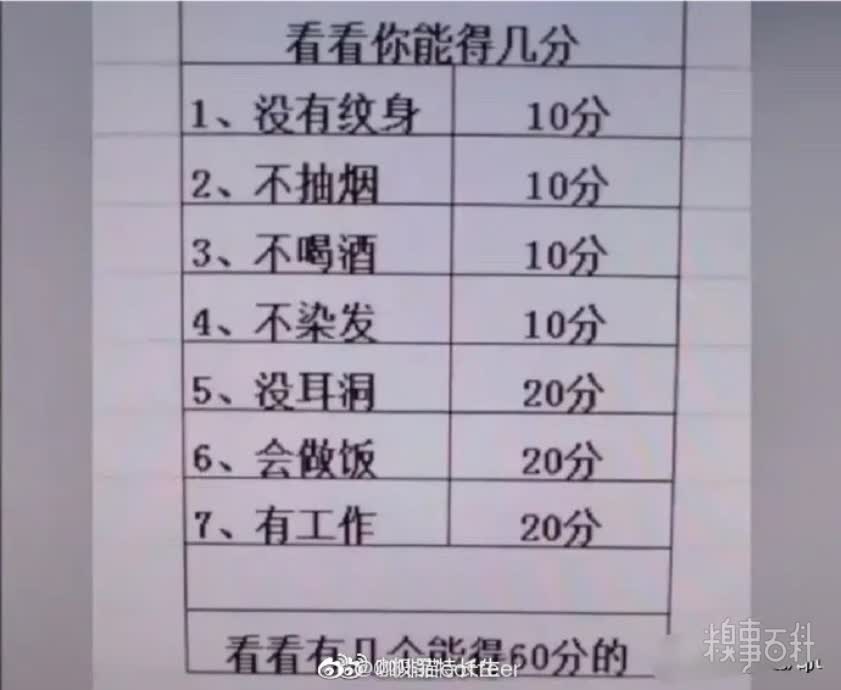 看看你能得几分
1、没有纹身 10分
2、不抽烟 10分
3、不喝酒 10分
4、不染发 10分
5、没耳洞 20分
6、会做饭 20分
7、有工作 20分
看看有几个能得60分的
糗事百科